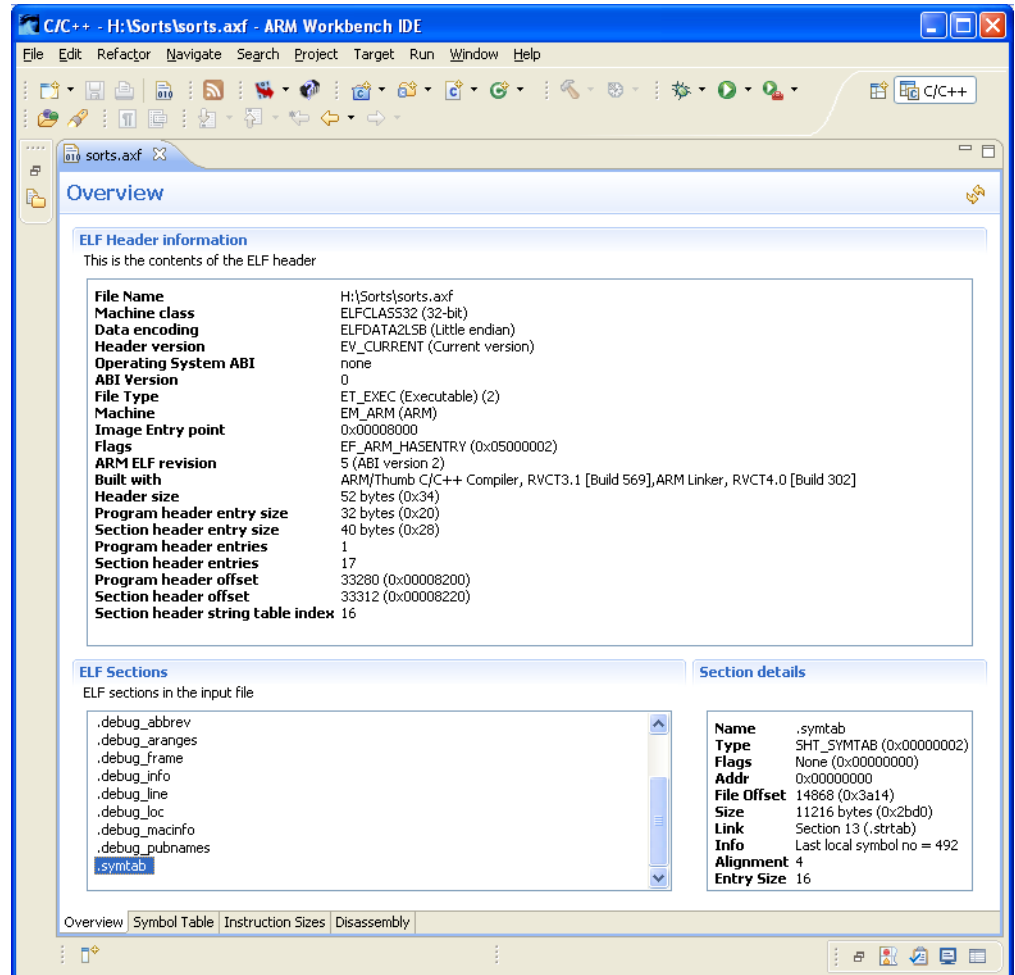 C/C++ - H:\Sorts\sorts.axf - ARM Workbench IDE
File Edit Refactor Navigate Search Project Target Run Window Help
C/C++
sorts.axf
Overview
ELF Header information
This is the contents of the ELF header
File Name H:\Sorts\sorts.axf
Machine class ELFCLASS32 (32-bit)
Data encoding ELFDATA2LSB (Little endian)
Header version EV_CURRENT (Current version)
Operating System ABI none
ABI Version 0
File Type ET_EXEC (Executable) (2)
Machine EM_ARM (ARM)
Image Entry point 0x00008000
Flags EF_ARM_HASENTRY (0x05000002)
ARM ELF revision 5 (ABI version 2)
Built with ARM/Thumb C/C++ Compiler, RVCT3.1 [Build 569],ARM Linker, RVCT4.0 [Build 302]
Header size 52 bytes (0x34)
Program header entry size 32 bytes (0x20)
Section header entry size 40 bytes (0x28)
Program header entries 1
Section header entries 17
Program header offset 33280 (0x00008200)
Section header offset 33312 (0x00008220)
Section header string table index 16
ELF Sections
ELF sections in the input file
.debug_abbrev
.debug_aranges
.debug_frame
.debug_info
.debug_line
.debug_loc
.debug_macinfo
.debug_pubnames
.symtab
Section details
Name .symtab
Type SHT_SYMTAB (0x00000002)
Flags None (0x00000000)
Addr 0x00000000
File Offset 14868 (0x3a14)
Size 11216 bytes (0x2bd0)
Link Section 13 (.strtab)
Info Last local symbol no = 492
Alignment 4
Entry Size 16
Overview Symbol Table Instruction Sizes Disassembly